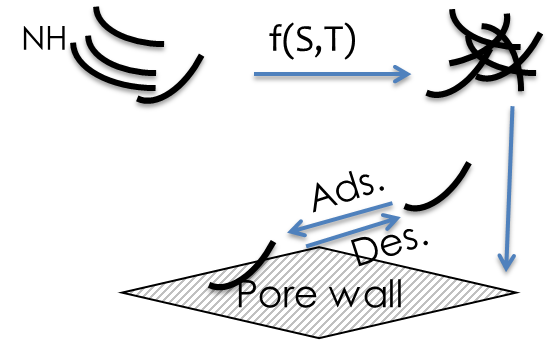 NH
f(S,T)
Ads.
Des.
Pore wall